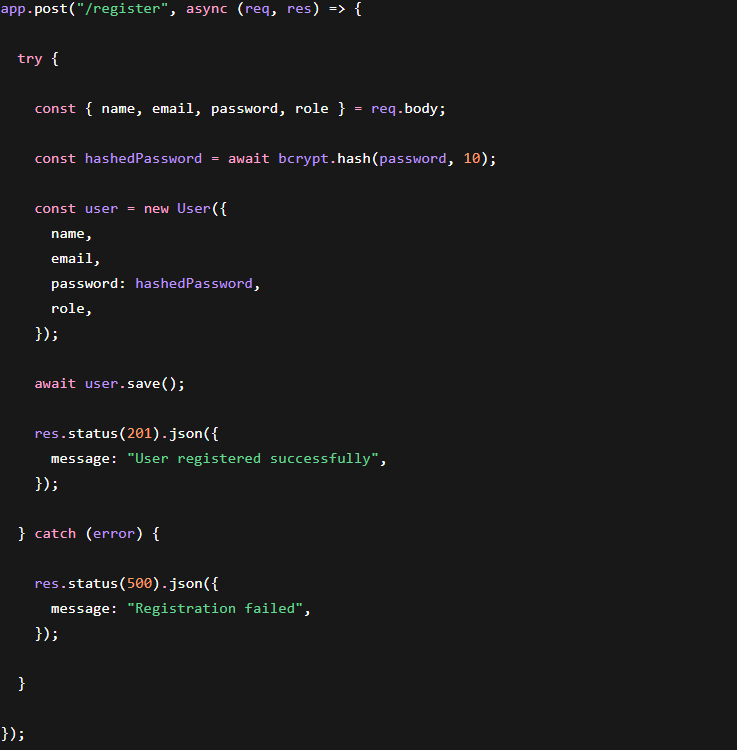 app.post("/register", async (req, res) => {
try {
const { name, email, password, role } = req.body;
const hashedPassword = await bcrypt.hash(password, 10);
const user = new User({
name,
email,
password: hashedPassword,
role,
});
await user.save();
res.status(201).json({
message: "User registered successfully",
});
} catch (error) {
res.status(500).json({
message: "Registration failed",
});
}
});